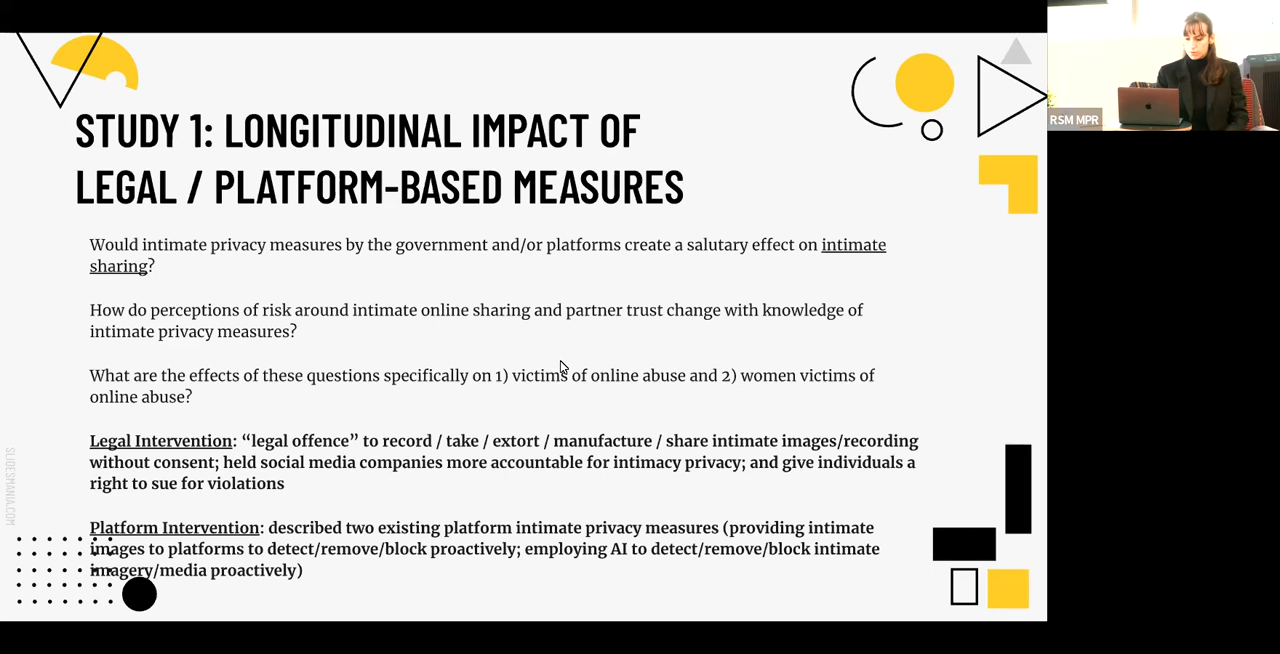 STUDY 1: LONGITUDINAL IMPACT OF
LEGAL / PLATFORM-BASED MEASURES
Would intimate privacy measures by the government and/or platforms create a salutary effect on intimate
sharing?
How do perceptions of risk around intimate online sharing and partner trust change with knowledge of
intimate privacy measures?
What are the effects of these questions specifically on 1) victims of online abuse and 2) women victims of
online abuse?
Legal Intervention: “legal offence” to record / take / extort / manufacture / share intimate images/recording
without consent; held social media companies more accountable for intimacy privacy; and give individuals a
right to sue for violations
Platform Intervention: described two existing platform intimate privacy measures (providing intimate
images to platforms to detect/remove/block proactively; employing AI to detect/remove/block intimate
imagery/media proactively)
SLIDESMANIA.COM
RSM MPR